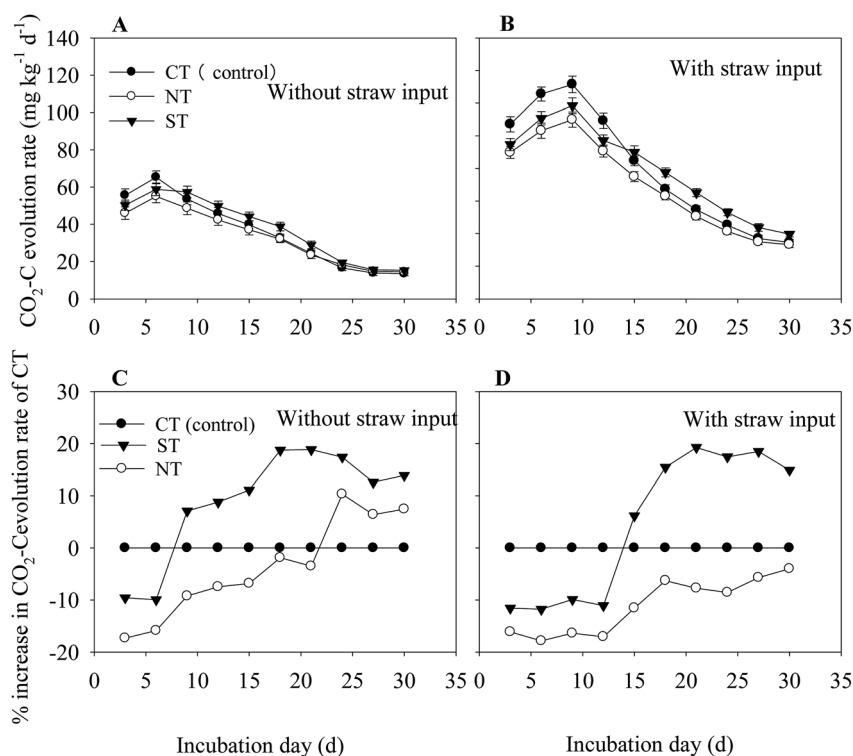 A
B
CO2-C evolution rate (mg kg-1 d-1)
140
120
100
80
60
40
20
0
CT ( control)
NT
ST
Without straw input
With straw input
0 5 10 15 20 25 30 35
0 5 10 15 20 25 30 35
C
D
% increase in CO2-Cevolution rate of CT
30
20
10
0
-10
-20
CT (control)
ST
NT
Without straw input
With straw input
0 5 10 15 20 25 30 35
0 5 10 15 20 25 30 35
Incubation day (d)
Incubation day (d)